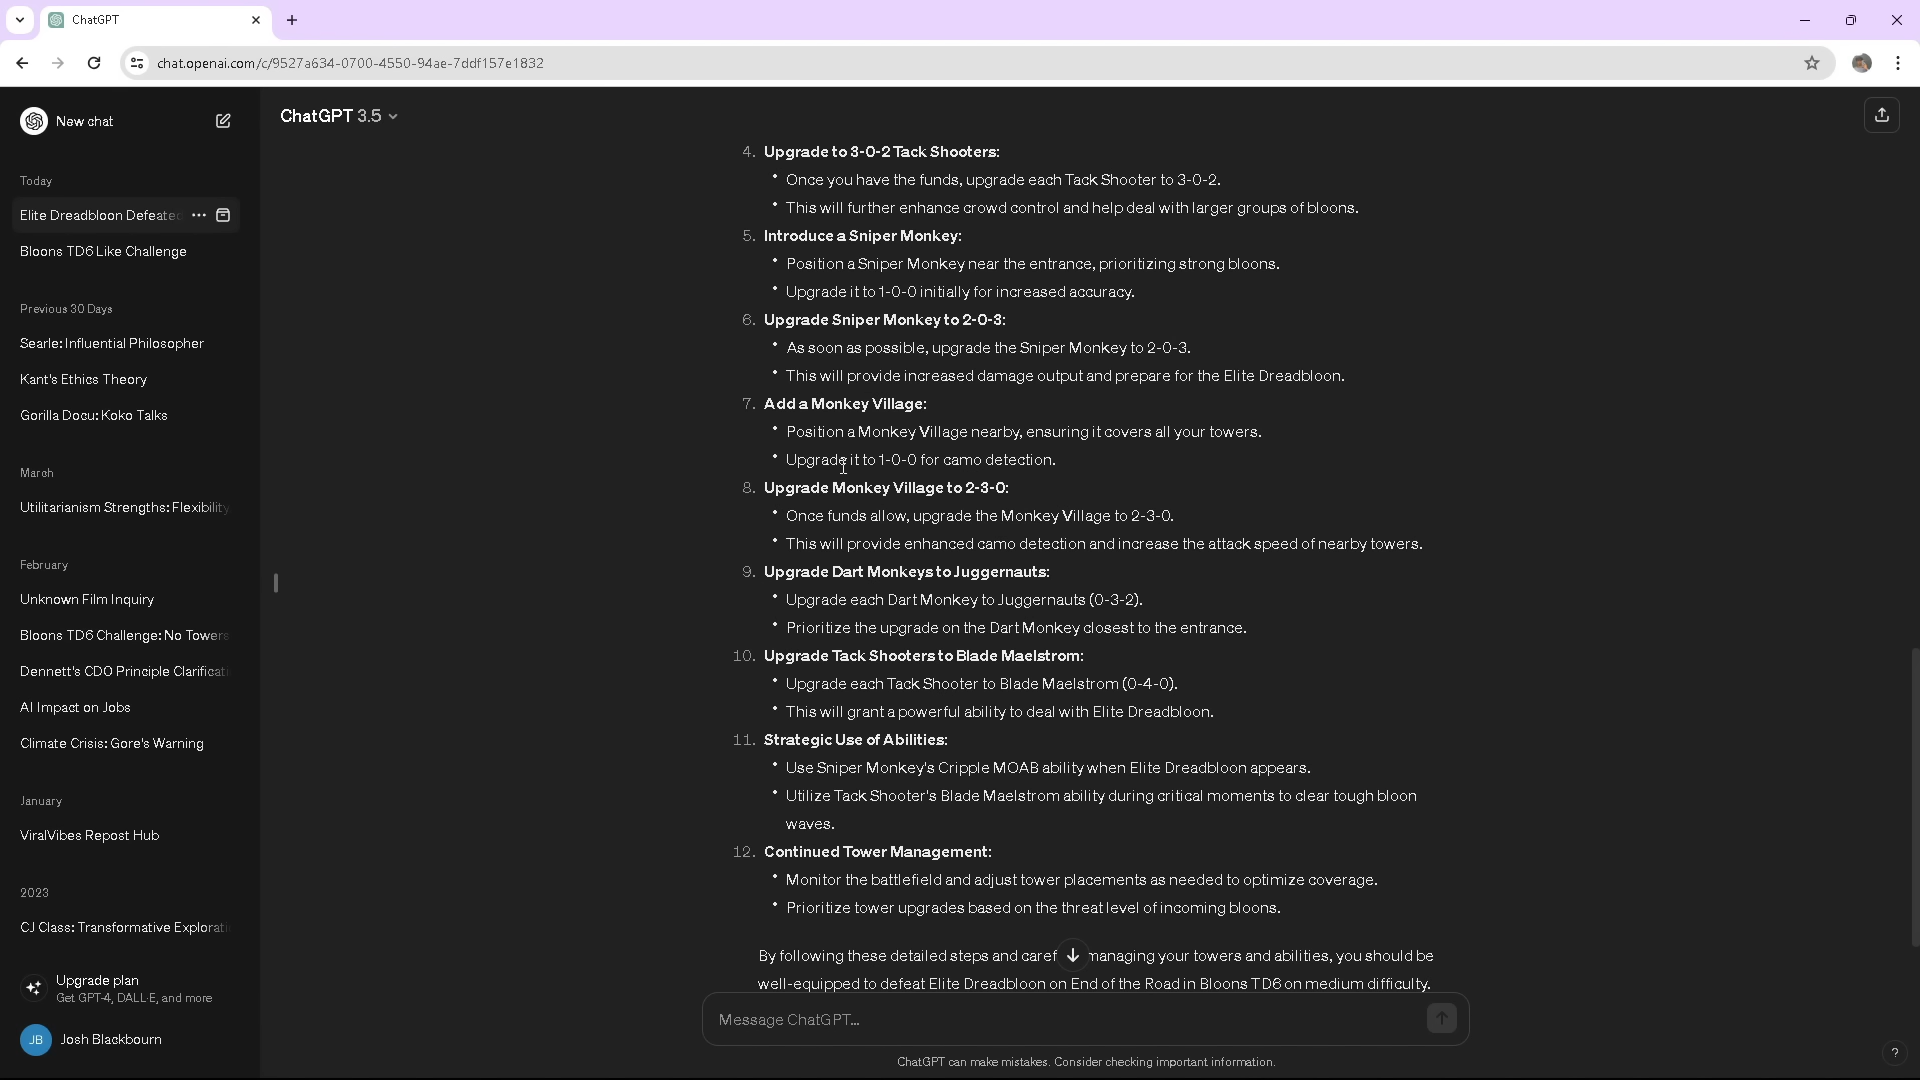 ChatGPT
chat.openai.com/c/9527a634-0700-4550-94ae-7ddf157e1832
New chat
ChatGPT 3.5
Today
Elite Dreadbloon Defeated
Bloons TD6 Like Challenge
Previous 30 Days
Searle: Influential Philosopher
Kant's Ethics Theory
Gorilla Docu: Koko Talks
March
Utilitarianism Strengths: Flexibility
February
Unknown Film Inquiry
Bloons TD6 Challenge: No Towers
Dennett's CDO Principle Clarificati
AI Impact on Jobs
Climate Crisis: Gore's Warning
January
ViralVibes Repost Hub
2023
CJ Class: Transformative Explorati
Upgrade plan
Get GPT-4, DALL·E, and more
JB Josh Blackbourn
4. Upgrade to 3-0-2 Tack Shooters:
• Once you have the funds, upgrade each Tack Shooter to 3-0-2.
• This will further enhance crowd control and help deal with larger groups of bloons.
5. Introduce a Sniper Monkey:
• Position a Sniper Monkey near the entrance, prioritizing strong bloons.
• Upgrade it to 1-0-0 initially for increased accuracy.
6. Upgrade Sniper Monkey to 2-0-3:
• As soon as possible, upgrade the Sniper Monkey to 2-0-3.
• This will provide increased damage output and prepare for the Elite Dreadbloon.
7. Add a Monkey Village:
• Position a Monkey Village nearby, ensuring it covers all your towers.
• Upgrade it to 1-0-0 for camo detection.
8. Upgrade Monkey Village to 2-3-0:
• Once funds allow, upgrade the Monkey Village to 2-3-0.
• This will provide enhanced camo detection and increase the attack speed of nearby towers.
9. Upgrade Dart Monkeys to Juggernauts:
• Upgrade each Dart Monkey to Juggernauts (0-3-2).
• Prioritize the upgrade on the Dart Monkey closest to the entrance.
10. Upgrade Tack Shooters to Blade Maelstrom:
• Upgrade each Tack Shooter to Blade Maelstrom (0-4-0).
• This will grant a powerful ability to deal with Elite Dreadbloon.
11. Strategic Use of Abilities:
• Use Sniper Monkey's Cripple MOAB ability when Elite Dreadbloon appears.
• Utilize Tack Shooter's Blade Maelstrom ability during critical moments to clear tough bloon
waves.
12. Continued Tower Management:
• Monitor the battlefield and adjust tower placements as needed to optimize coverage.
• Prioritize tower upgrades based on the threat level of incoming bloons.
By following these detailed steps and caref managing your towers and abilities, you should be
well-equipped to defeat Elite Dreadbloon on End of the Road in Bloons TD6 on medium difficulty.
Message ChatGPT...
ChatGPT can make mistakes. Consider checking important information.
?